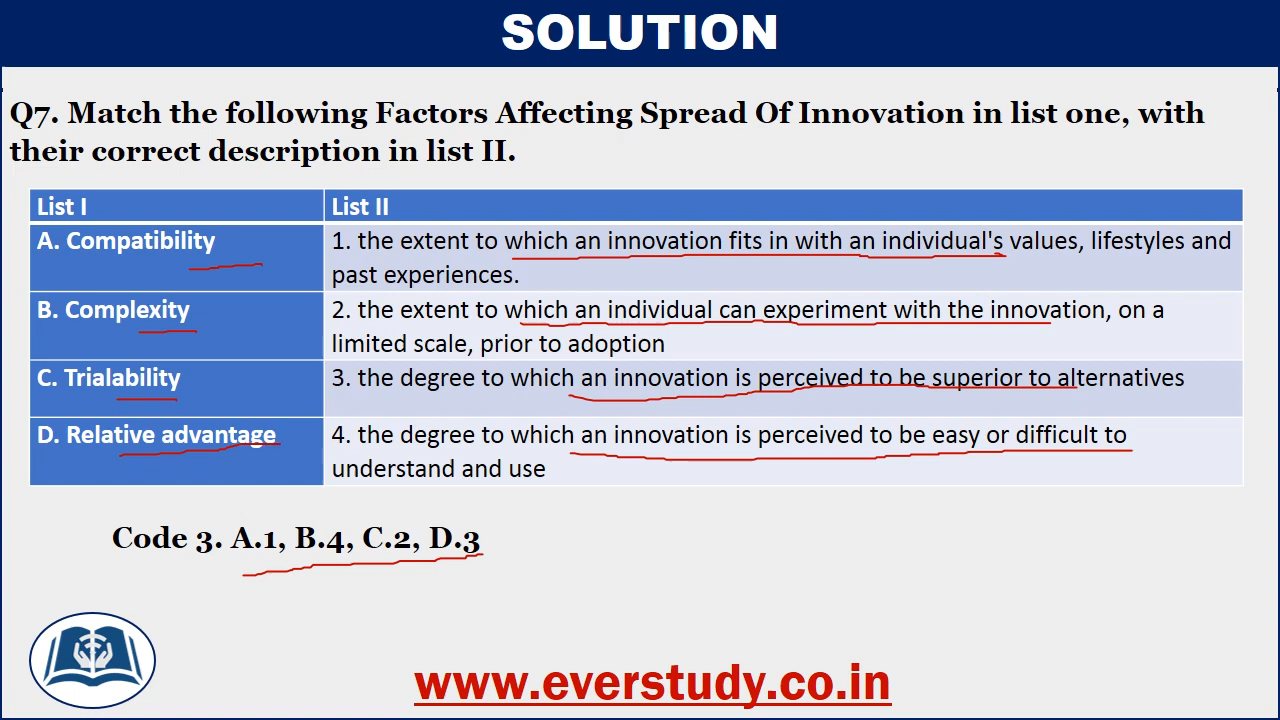 SOLUTION
Q7. Match the following Factors Affecting Spread Of Innovation in list one, with
their correct description in list II.
List I
List II
A. Compatibility
1. the extent to which an innovation fits in with an individual's values, lifestyles and
past experiences.
B. Complexity
2. the extent to which an individual can experiment with the innovation, on a
limited scale, prior to adoption
C. Trialability
3. the degree to which an innovation is perceived to be superior to alternatives
D. Relative advantage
4. the degree to which an innovation is perceived to be easy or difficult to
understand and use
Code 3. A.1, B.4, C.2, D.3
www.everstudy.co.in